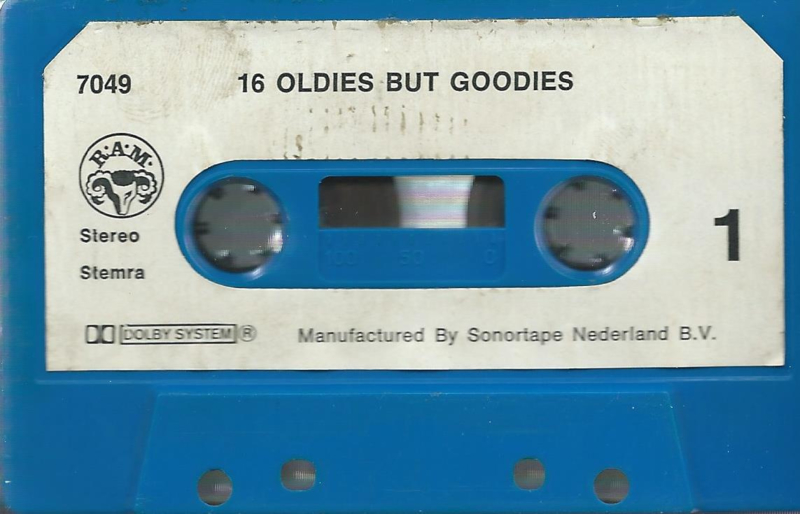 7049 16 OLDIES BUT GOODIES
R·A·M·
Stereo
1
Stemra
100 50 0
DOLBY SYSTEM ® Manufactured By Sonortape Nederland B.V.